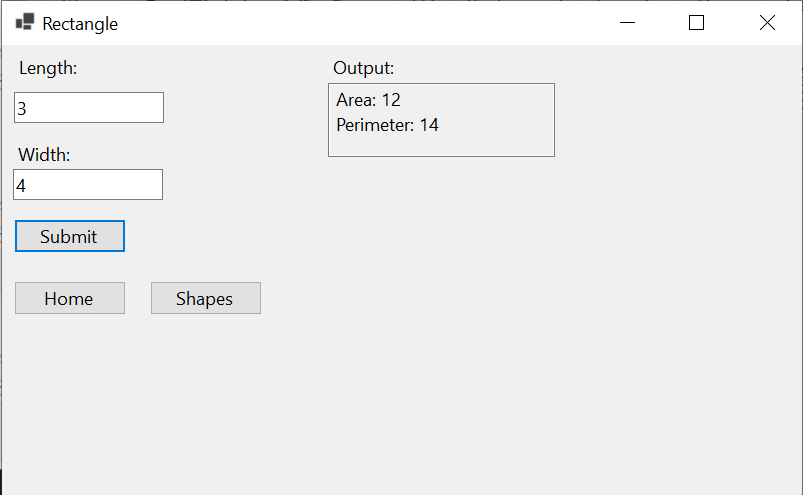 Rectangle
Length:
3
Width:
4
Submit
Home Shapes
Output:
Area: 12
Perimeter: 14